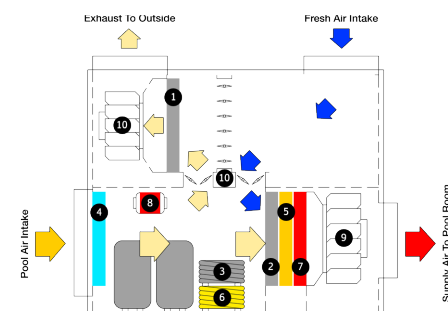 Exhaust To Outside
Fresh Air Intake
1
10
10
4
8
5
9
Pool Air Intake
Supply Air To Pool Room
3
2
7
6